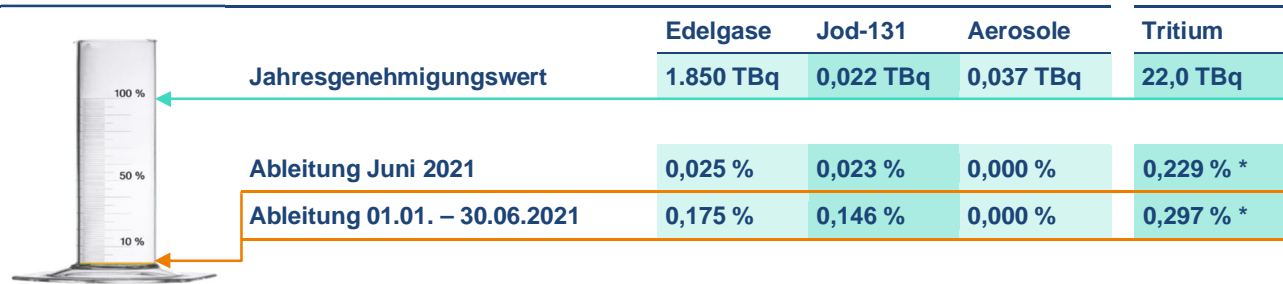 Edelgase Jod-131 Aerosole Tritium
Jahresgenehmigungswert 1.850 TBq 0,022 TBq 0,037 TBq 22,0 TBq
100 %
Ableitung Juni 2021 0,025 % 0,023 % 0,000 % 0,229 % *
50 %
Ableitung 01.01. – 30.06.2021 0,175 % 0,146 % 0,000 % 0,297 % *
10 %